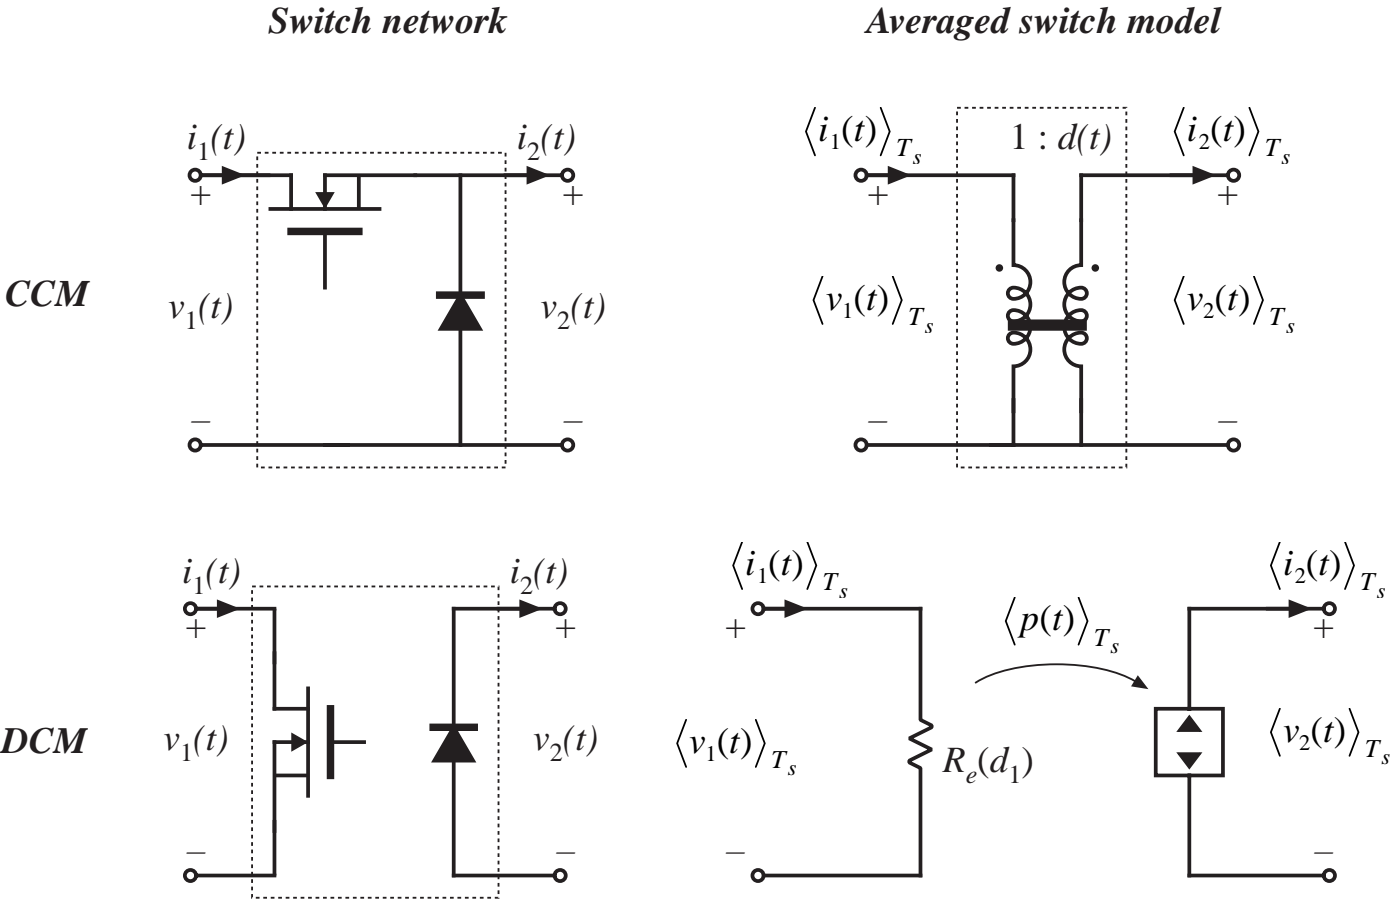 Switch network
Averaged switch model
i₁(t)
i₂(t)
⟨i₁(t)⟩Tₛ
1 : d(t)
⟨i₂(t)⟩Tₛ
+
+
+
+
CCM
v₁(t)
v₂(t)
⟨v₁(t)⟩Tₛ
⟨v₂(t)⟩Tₛ
–
–
–
–
i₁(t)
i₂(t)
⟨i₁(t)⟩Tₛ
⟨p(t)⟩Tₛ
⟨i₂(t)⟩Tₛ
+
+
+
+
DCM
v₁(t)
v₂(t)
⟨v₁(t)⟩Tₛ
Rₑ(d₁)
⟨v₂(t)⟩Tₛ
–
–
–
–